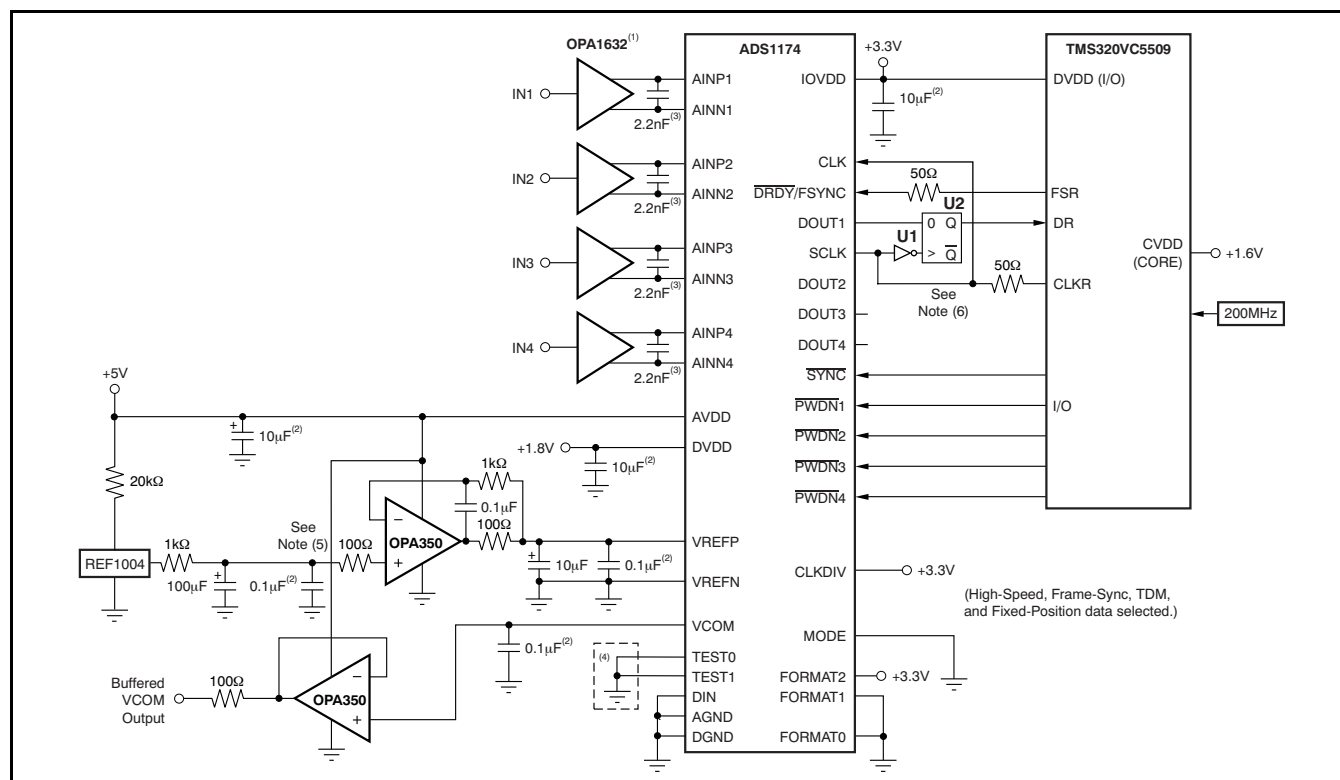 OPA1632(1)
ADS1174
+3.3V
TMS320VC5509
IN1
AINP1
AINN1
2.2nF(3)
IOVDD
10µF(2)
DVDD (I/O)
IN2
AINP2
AINN2
2.2nF(3)
CLK
DRDY/FSYNC
50Ω
FSR
U2
DOUT1
0 Q
DR
U1
> Q
SCLK
CVDD
(CORE)
+1.6V
IN3
AINP3
AINN3
2.2nF(3)
DOUT2
See
Note (6)
50Ω
CLKR
DOUT3
200MHz
IN4
AINP4
AINN4
2.2nF(3)
DOUT4
SYNC
PWDN1
I/O
PWDN2
PWDN3
PWDN4
+5V
AVDD
10µF(2)
+1.8V
DVDD
10µF(2)
20kΩ
1kΩ
0.1µF
100Ω
OPA350
−
+
REF1004
1kΩ
See
Note (5)
100Ω
100µF
+
0.1µF(2)
VREFP
+
10µF
0.1µF(2)
VREFN
CLKDIV
+3.3V
(High-Speed, Frame-Sync, TDM,
and Fixed-Position data selected.)
VCOM
0.1µF(2)
MODE
(4)
TEST0
TEST1
FORMAT2
+3.3V
Buffered
VCOM
Output
100Ω
OPA350
−
+
DIN
FORMAT1
AGND
DGND
FORMAT0
+